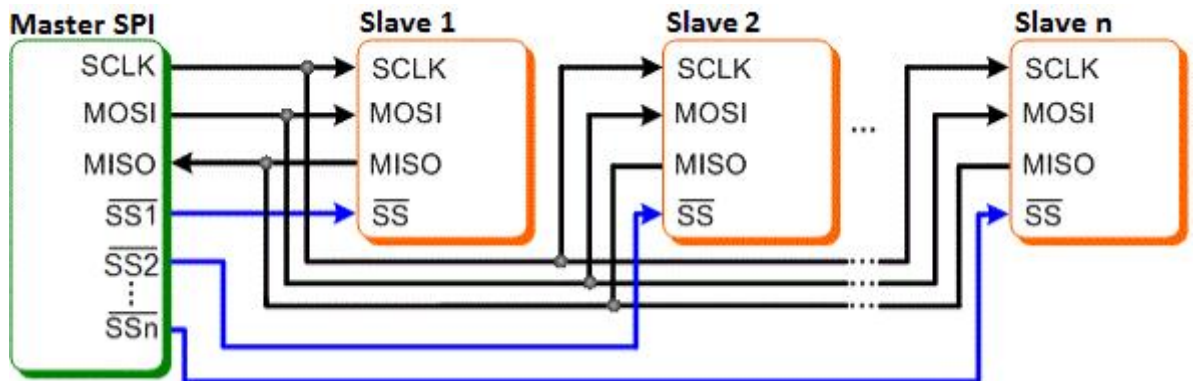 Master SPI
SCLK
MOSI
MISO
SS1
SS2
SSn
Slave 1
SCLK
MOSI
MISO
SS
Slave 2
SCLK
MOSI
MISO
SS
...
Slave n
SCLK
MOSI
MISO
SS